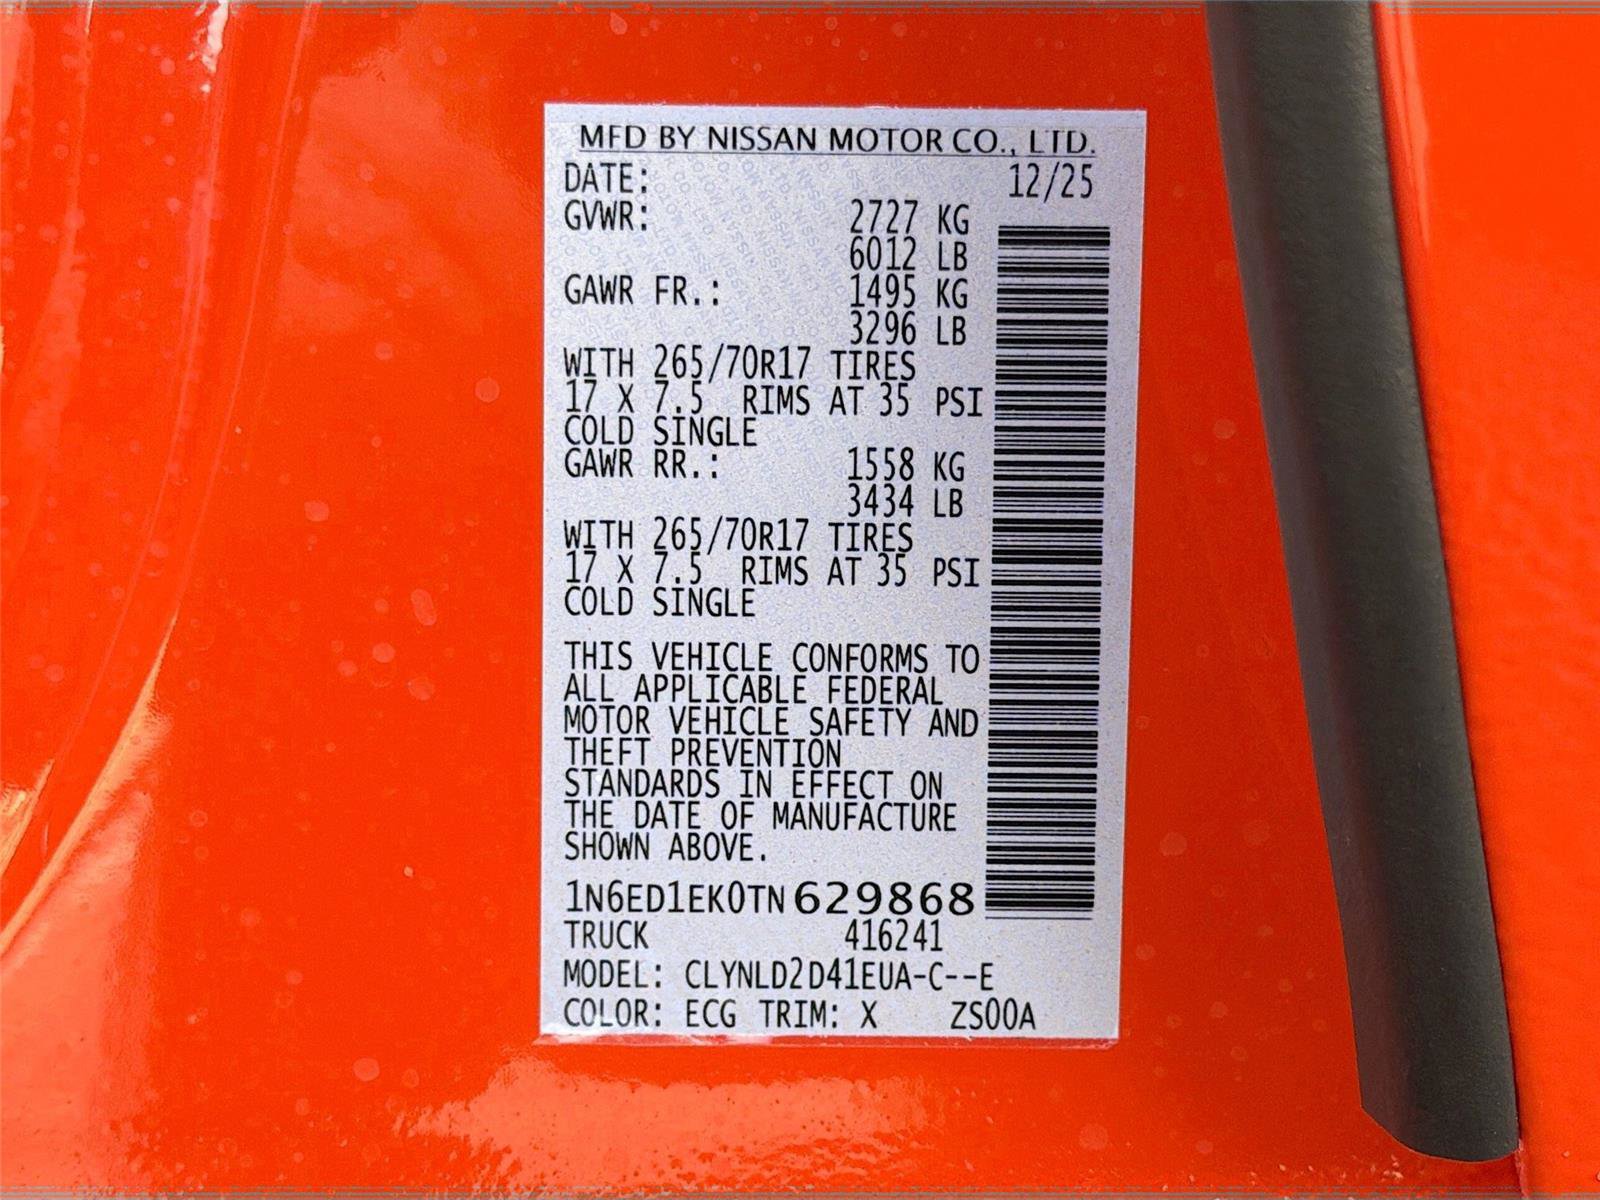 MFD BY NISSAN MOTOR CO., LTD.
DATE: 12/25
GVWR: 2727 KG
6012 LB
GAWR FR.: 1495 KG
3296 LB
WITH 265/70R17 TIRES
17 X 7.5 RIMS AT 35 PSI
COLD SINGLE
GAWR RR.: 1558 KG
3434 LB
WITH 265/70R17 TIRES
17 X 7.5 RIMS AT 35 PSI
COLD SINGLE
THIS VEHICLE CONFORMS TO
ALL APPLICABLE FEDERAL
MOTOR VEHICLE SAFETY AND
THEFT PREVENTION
STANDARDS IN EFFECT ON
THE DATE OF MANUFACTURE
SHOWN ABOVE.
1N6ED1EK0TN629868
TRUCK 416241
MODEL: CLYNLD2D41EUA-C--E
COLOR: ECG TRIM: X ZS00A